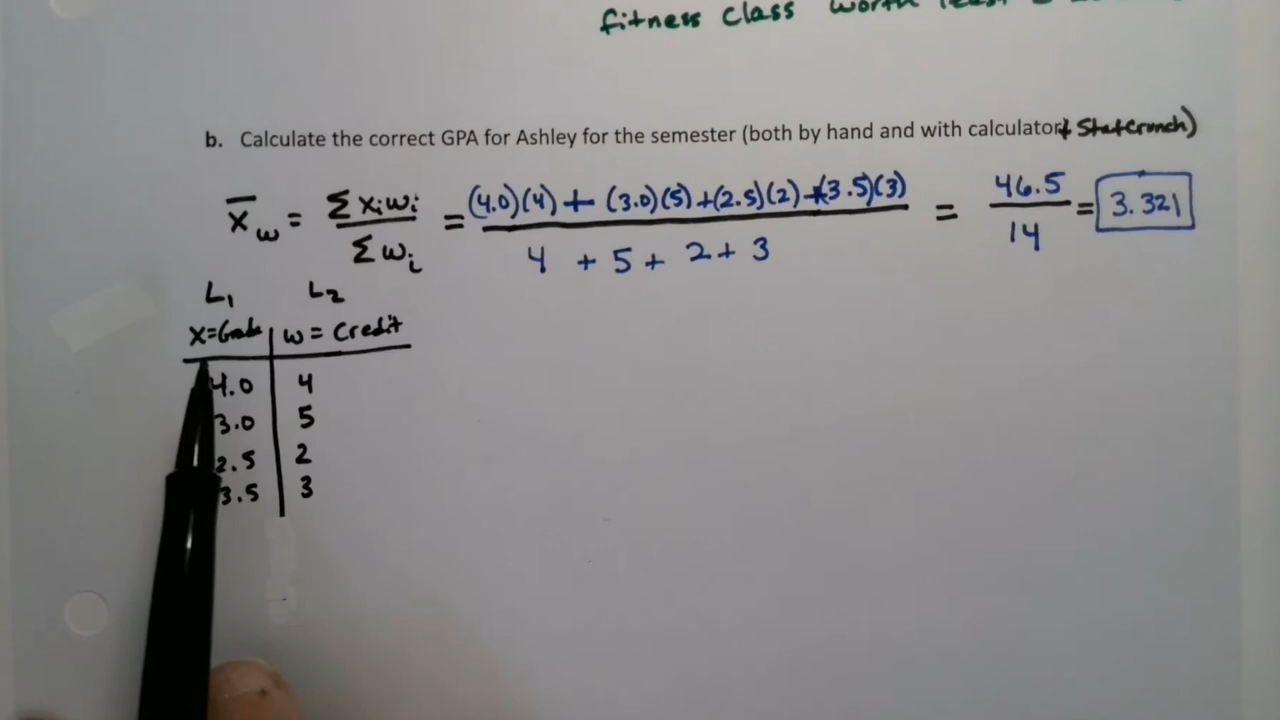 fitness class worth least
b. Calculate the correct GPA for Ashley for the semester (both by hand and with calculator & StatCrunch)
x̄w = Σxiwi / Σwi = (4.0)(4) + (3.0)(5) + (2.5)(2) + (3.5)(3) / 4 + 5 + 2 + 3 = 46.5 / 14 = 3.321
L1 L2
x=Grade w = Credit
4.0 4
3.0 5
2.5 2
3.5 3